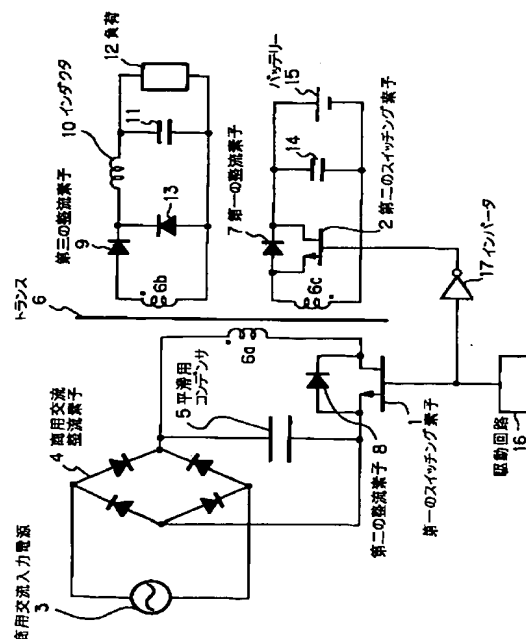 商用交流入力電源
3
4 商用交流
整流素子
5 平滑用
コンデンサ
トランス
6
6a
6b
6c
第二の整流素子 8
1
第一のスイッチング素子
駆動回路
16
17 インバータ
第三の整流素子
9
10 インダクタ
11
12 負荷
13
7 第一の整流素子
14
バッテリー
15
2 第二のスイッチング素子